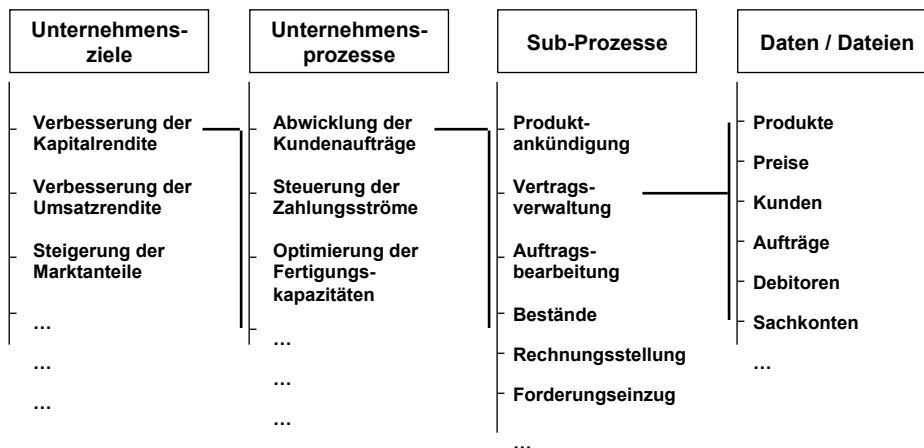 Unternehmens-
ziele
Verbesserung der
Kapitalrendite
Verbesserung der
Umsatzrendite
Steigerung der
Marktanteile
…
…
…
Unternehmens-
prozesse
Abwicklung der
Kundenaufträge
Steuerung der
Zahlungsströme
Optimierung der
Fertigungs-
kapazitäten
…
…
…
Sub-Prozesse
Produkt-
ankündigung
Vertrags-
verwaltung
Auftrags-
bearbeitung
Bestände
Rechnungsstellung
Forderungseinzug
…
Daten / Dateien
Produkte
Preise
Kunden
Aufträge
Debitoren
Sachkonten
…